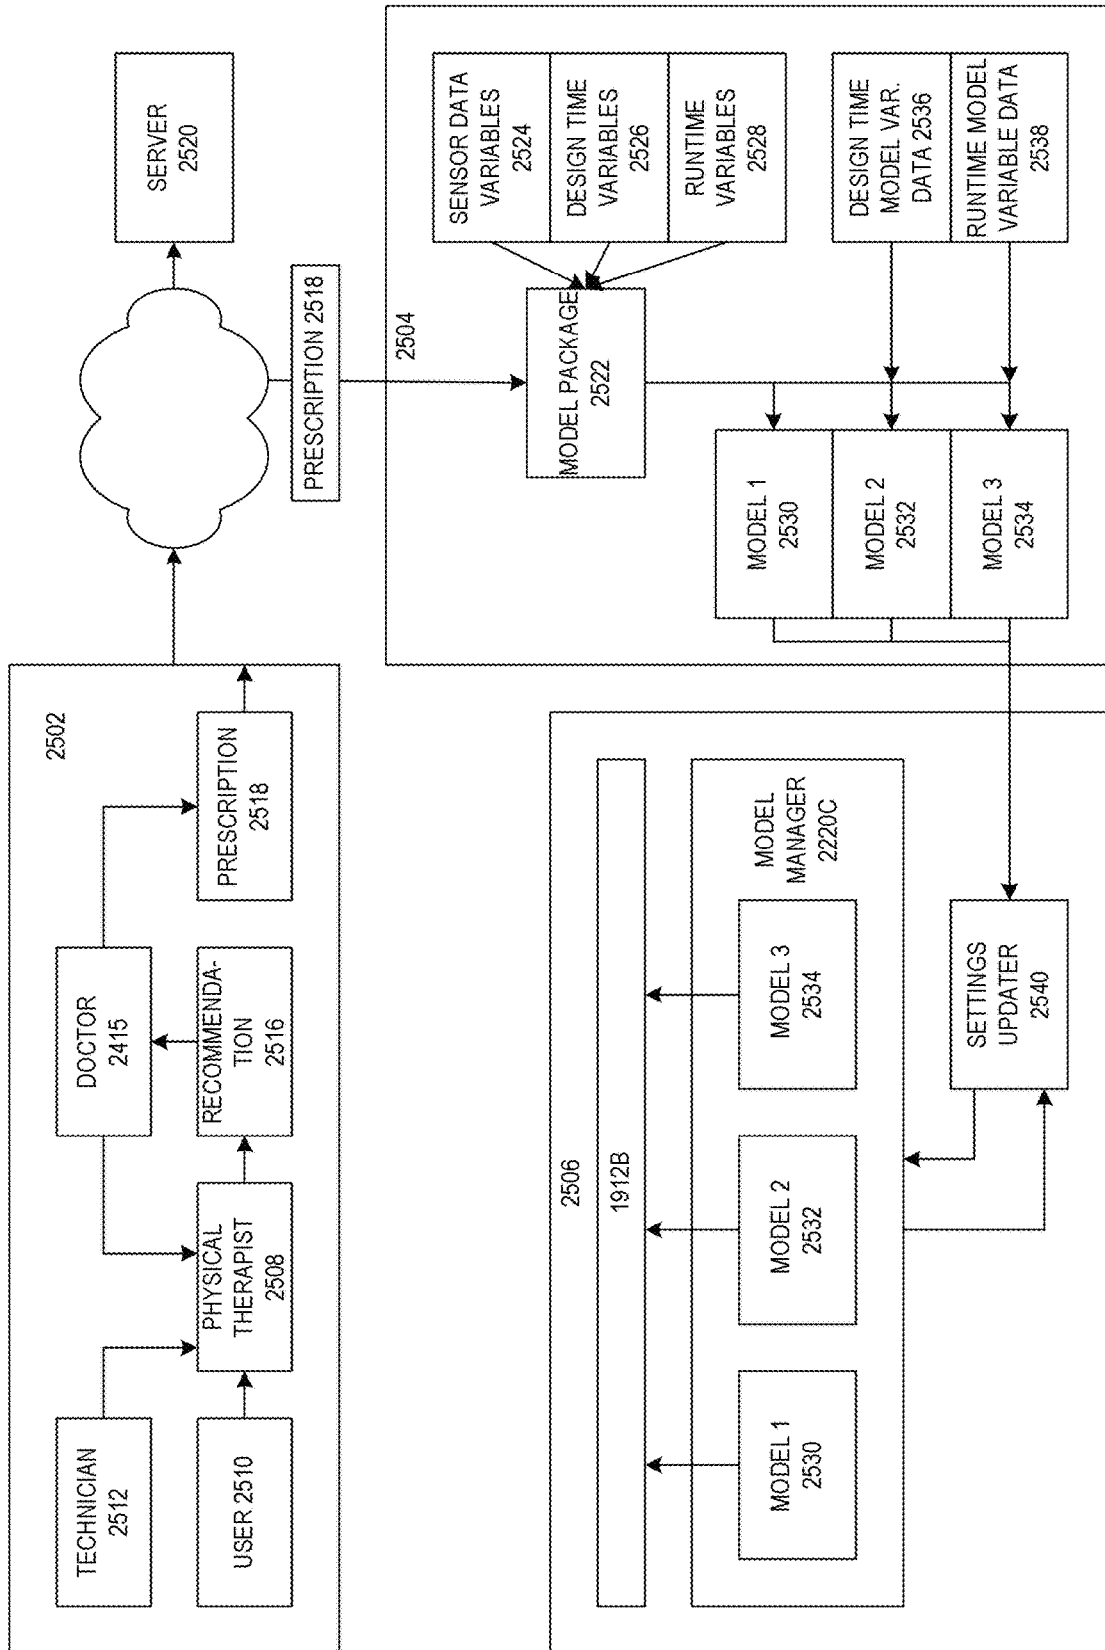 2502
TECHNICIAN
2512
USER 2510
PHYSICAL
THERAPIST
2508
DOCTOR
2415
RECOMMENDA-
TION
2516
PRESCRIPTION
2518
SERVER
2520
PRESCRIPTION 2518
2504
MODEL PACKAGE
2522
SENSOR DATA
VARIABLES
2524
DESIGN TIME
VARIABLES
2526
RUNTIME
VARIABLES
2528
MODEL 1
2530
MODEL 2
2532
MODEL 3
2534
DESIGN TIME
MODEL VAR.
DATA 2536
RUNTIME MODEL
VARIABLE DATA
2538
2506
1912B
MODEL 1
2530
MODEL 2
2532
MODEL 3
2534
MODEL
MANAGER
2220C
SETTINGS
UPDATER
2540